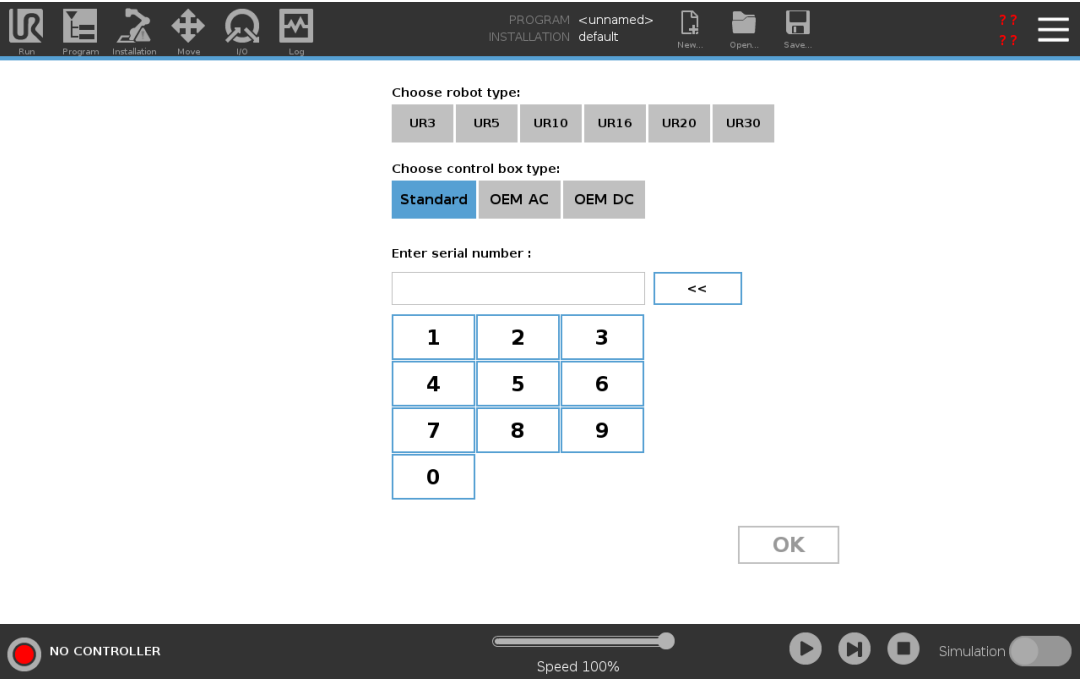 UR
Run
Program
Installation
Move
I/O
Log
PROGRAM <unnamed>
INSTALLATION default
New...
Open...
Save...
? ?
? ?
Choose robot type:
UR3 UR5 UR10 UR16 UR20 UR30
Choose control box type:
Standard OEM AC OEM DC
Enter serial number :
<<
1 2 3
4 5 6
7 8 9
0
OK
NO CONTROLLER
Speed 100%
Simulation